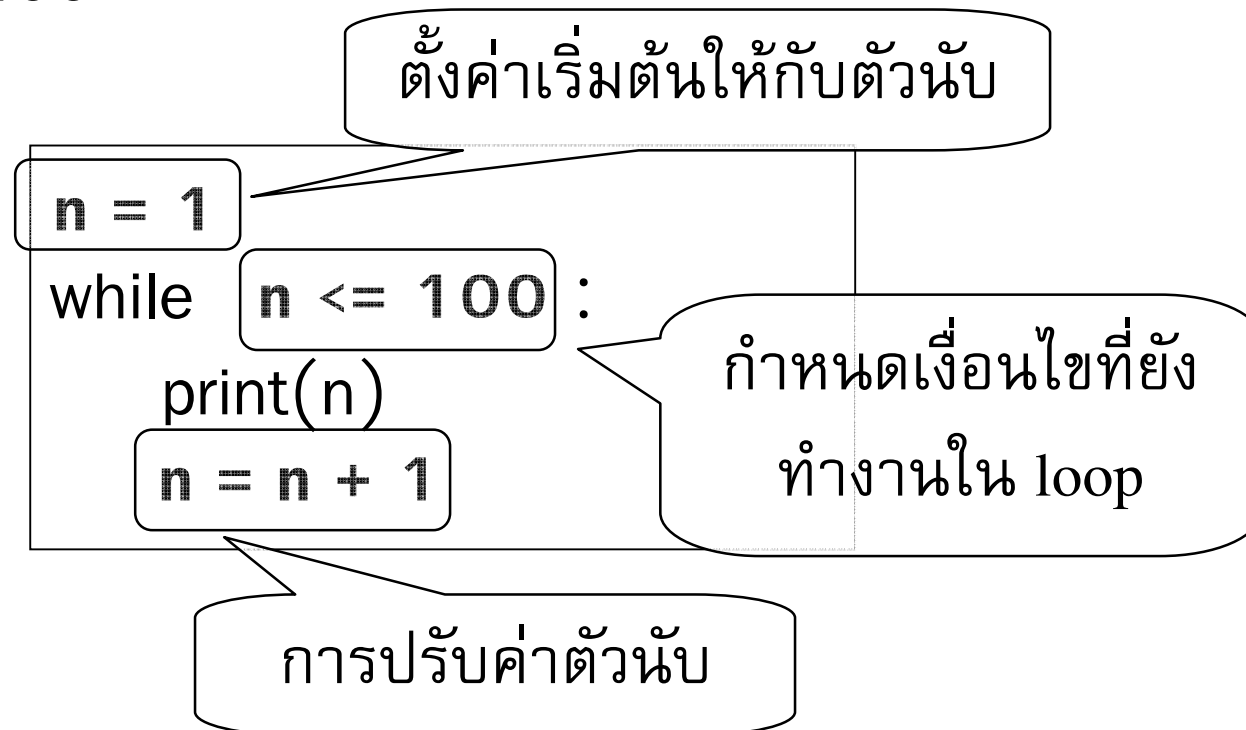 ตั้งค่าเริ่มต้นให้กับตัวนับ
n = 1
while n <= 100 :
กำหนดเงื่อนไขที่ยัง
ทำงานใน loop
print(n)
n = n + 1
การปรับค่าตัวนับ